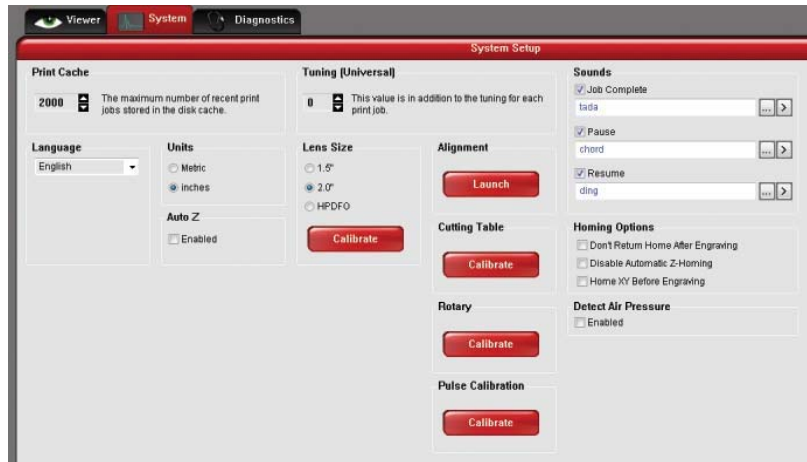 Viewer
System
Diagnostics
System Setup
Print Cache
2000
The maximum number of recent print
jobs stored in the disk cache.
Tuning (Universal)
0
This value is in addition to the tuning for each
print job.
Sounds
Job Complete
tada
...
>
Pause
chord
...
>
Resume
ding
...
>
Language
English
Units
Metric
inches
Auto Z
Enabled
Lens Size
1.5"
2.0"
HPDFO
Calibrate
Alignment
Launch
Cutting Table
Calibrate
Rotary
Calibrate
Pulse Calibration
Calibrate
Homing Options
Don't Return Home After Engraving
Disable Automatic Z-Homing
Home XY Before Engraving
Detect Air Pressure
Enabled